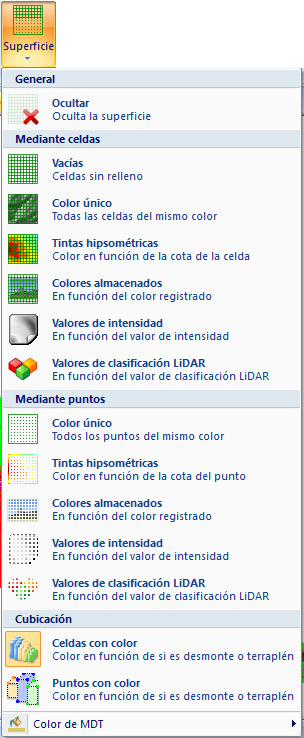 Superficie
General
Ocultar
Oculta la superficie
Mediante celdas
Vacías
Celdas sin relleno
Color único
Todas las celdas del mismo color
Tintas hipsométricas
Color en función de la cota de la celda
Colores almacenados
En función del color registrado
Valores de intensidad
En función del valor de intensidad
Valores de clasificación LiDAR
En función del valor de clasificación LiDAR
Mediante puntos
Color único
Todos los puntos del mismo color
Tintas hipsométricas
Color en función de la cota del punto
Colores almacenados
En función del color registrado
Valores de intensidad
En función del valor de intensidad
Valores de clasificación LiDAR
En función del valor de clasificación LiDAR
Cubicación
Celdas con color
Color en función de si es desmonte o terraplén
Puntos con color
Color en función de si es desmonte o terraplén
Color de MDT